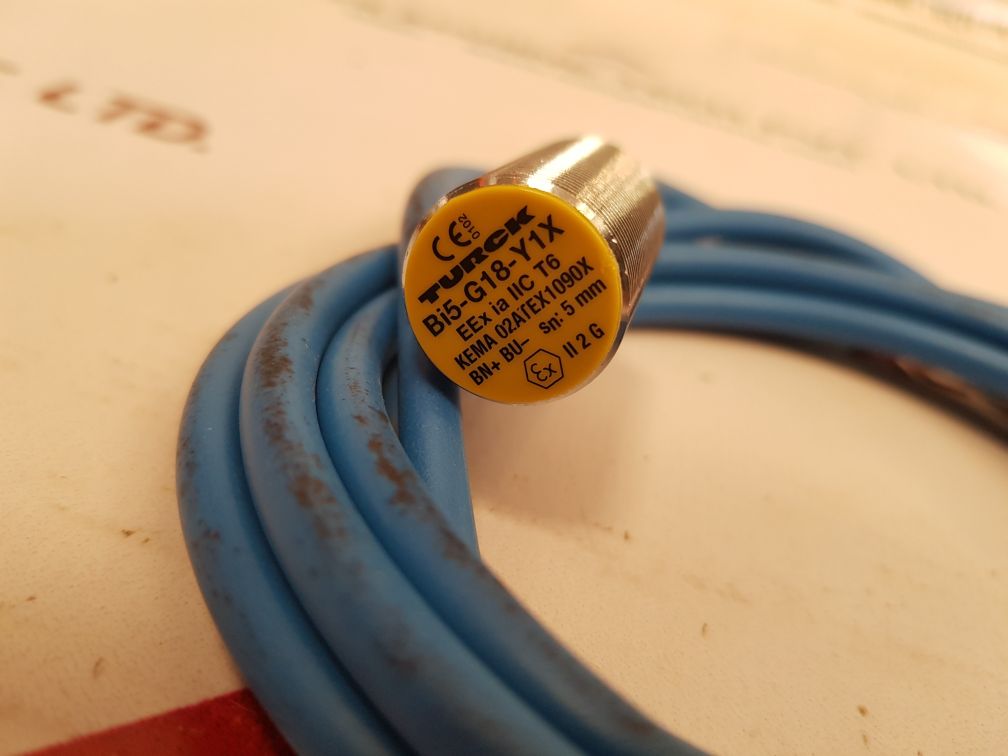 LTD.
CE 0102
TURCK
Bi5-G18-Y1X
EEx ia IIC T6
KEMA 02ATEX1090X
BN+ BU- Sn: 5 mm
Ex II 2 G